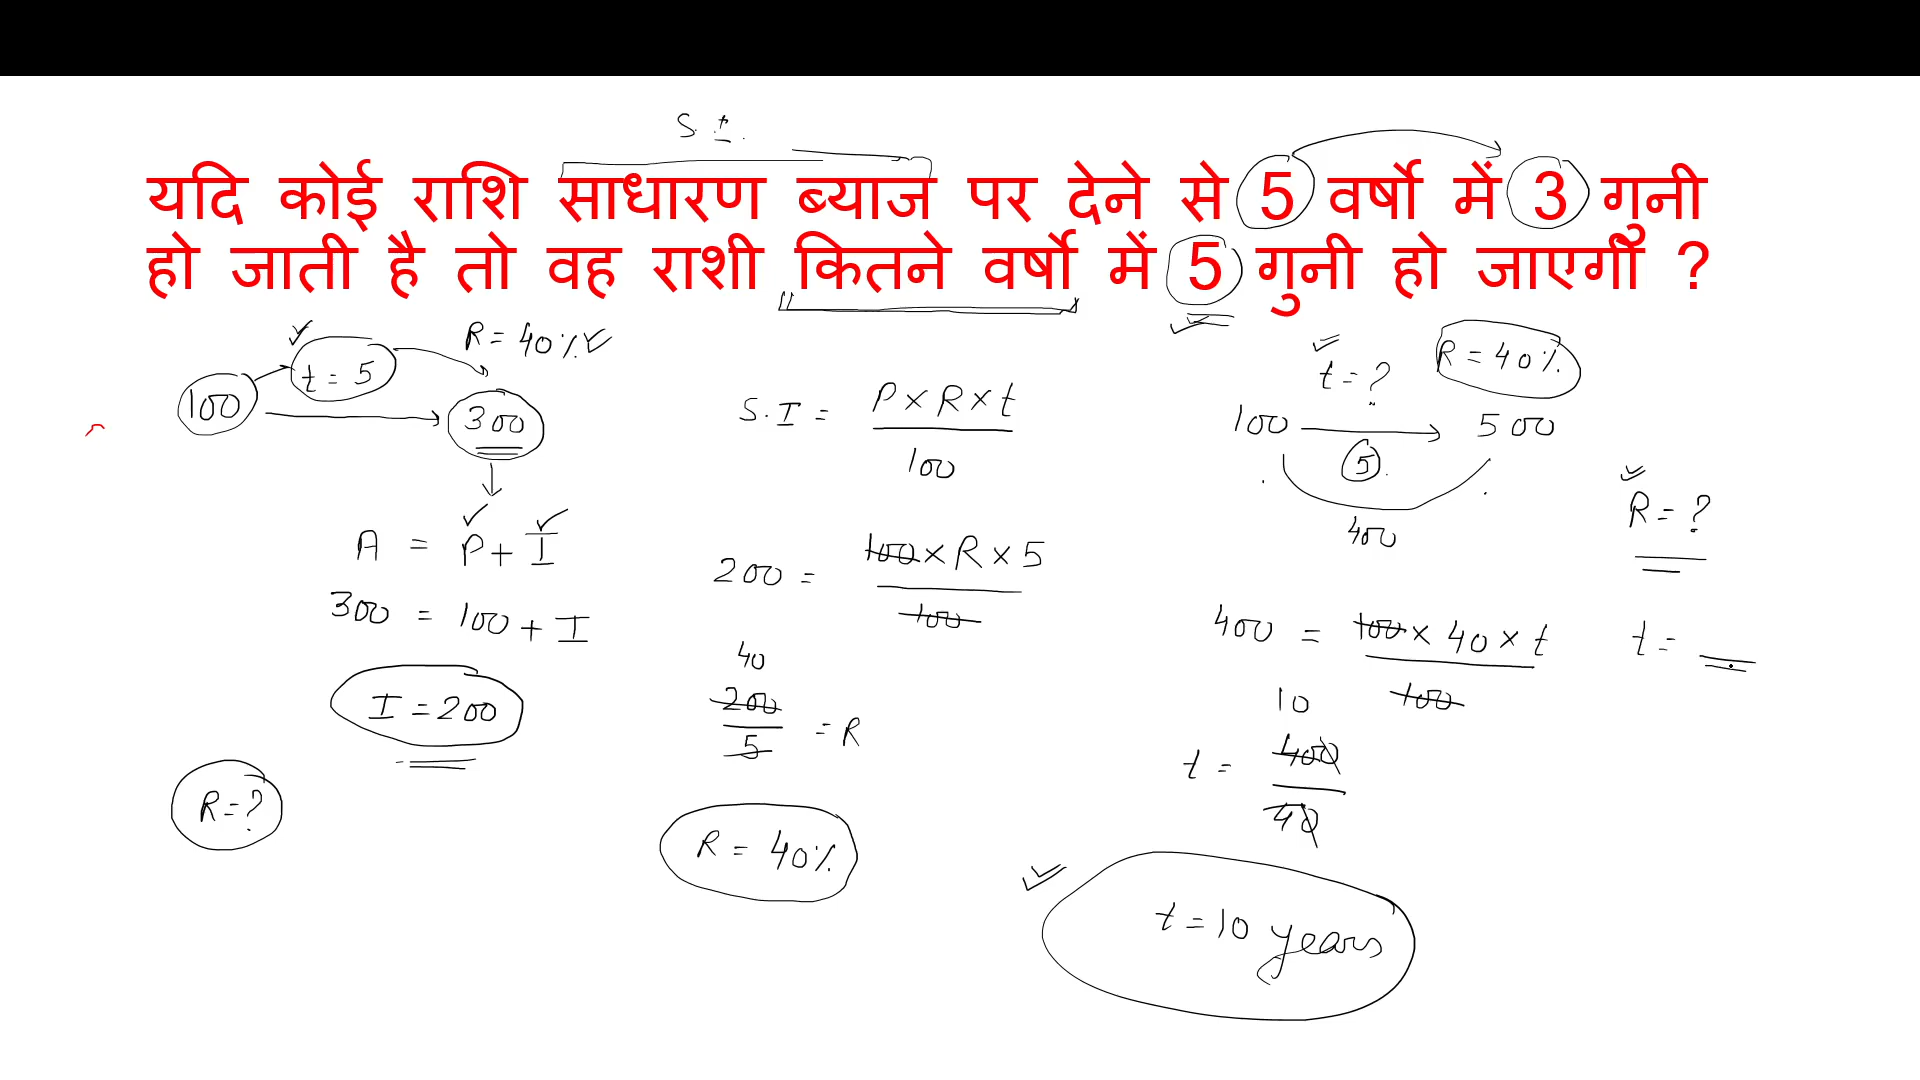 S.I.
यदि कोई राशि साधारण ब्याज पर देने से 5 वर्षो में 3 गुनी
हो जाती है तो वह राशी कितने वर्षो में 5 गुनी हो जाएगी ?
t = 5
R = 40%
100
300
A = P + I
300 = 100 + I
I = 200
R = ?
S.I = P × R × t
100
200 = 100 × R × 5
100
40
200
5
= R
R = 40%
t = ?
R = 40%
100
500
5
400
R = ?
400 = 100 × 40 × t
100
t =
10
t = 400
40
t = 10 years